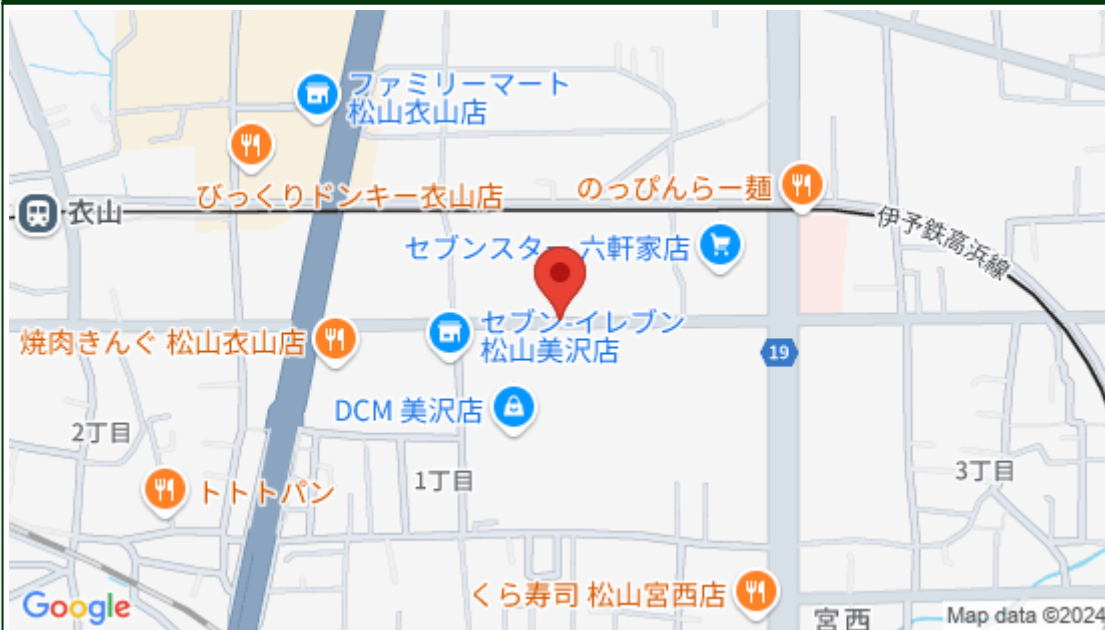 ファミリーマート
松山衣山店
びっくりドンキー衣山店
のっぴんらー麺
衣山
伊予鉄高浜線
セブンスター 六軒家店
セブン-イレブン
松山美沢店
焼肉きんぐ 松山衣山店
19
DCM 美沢店
2丁目
1丁目
3丁目
トトトパン
くら寿司 松山宮西店
宮西
Google
Map data ©2024